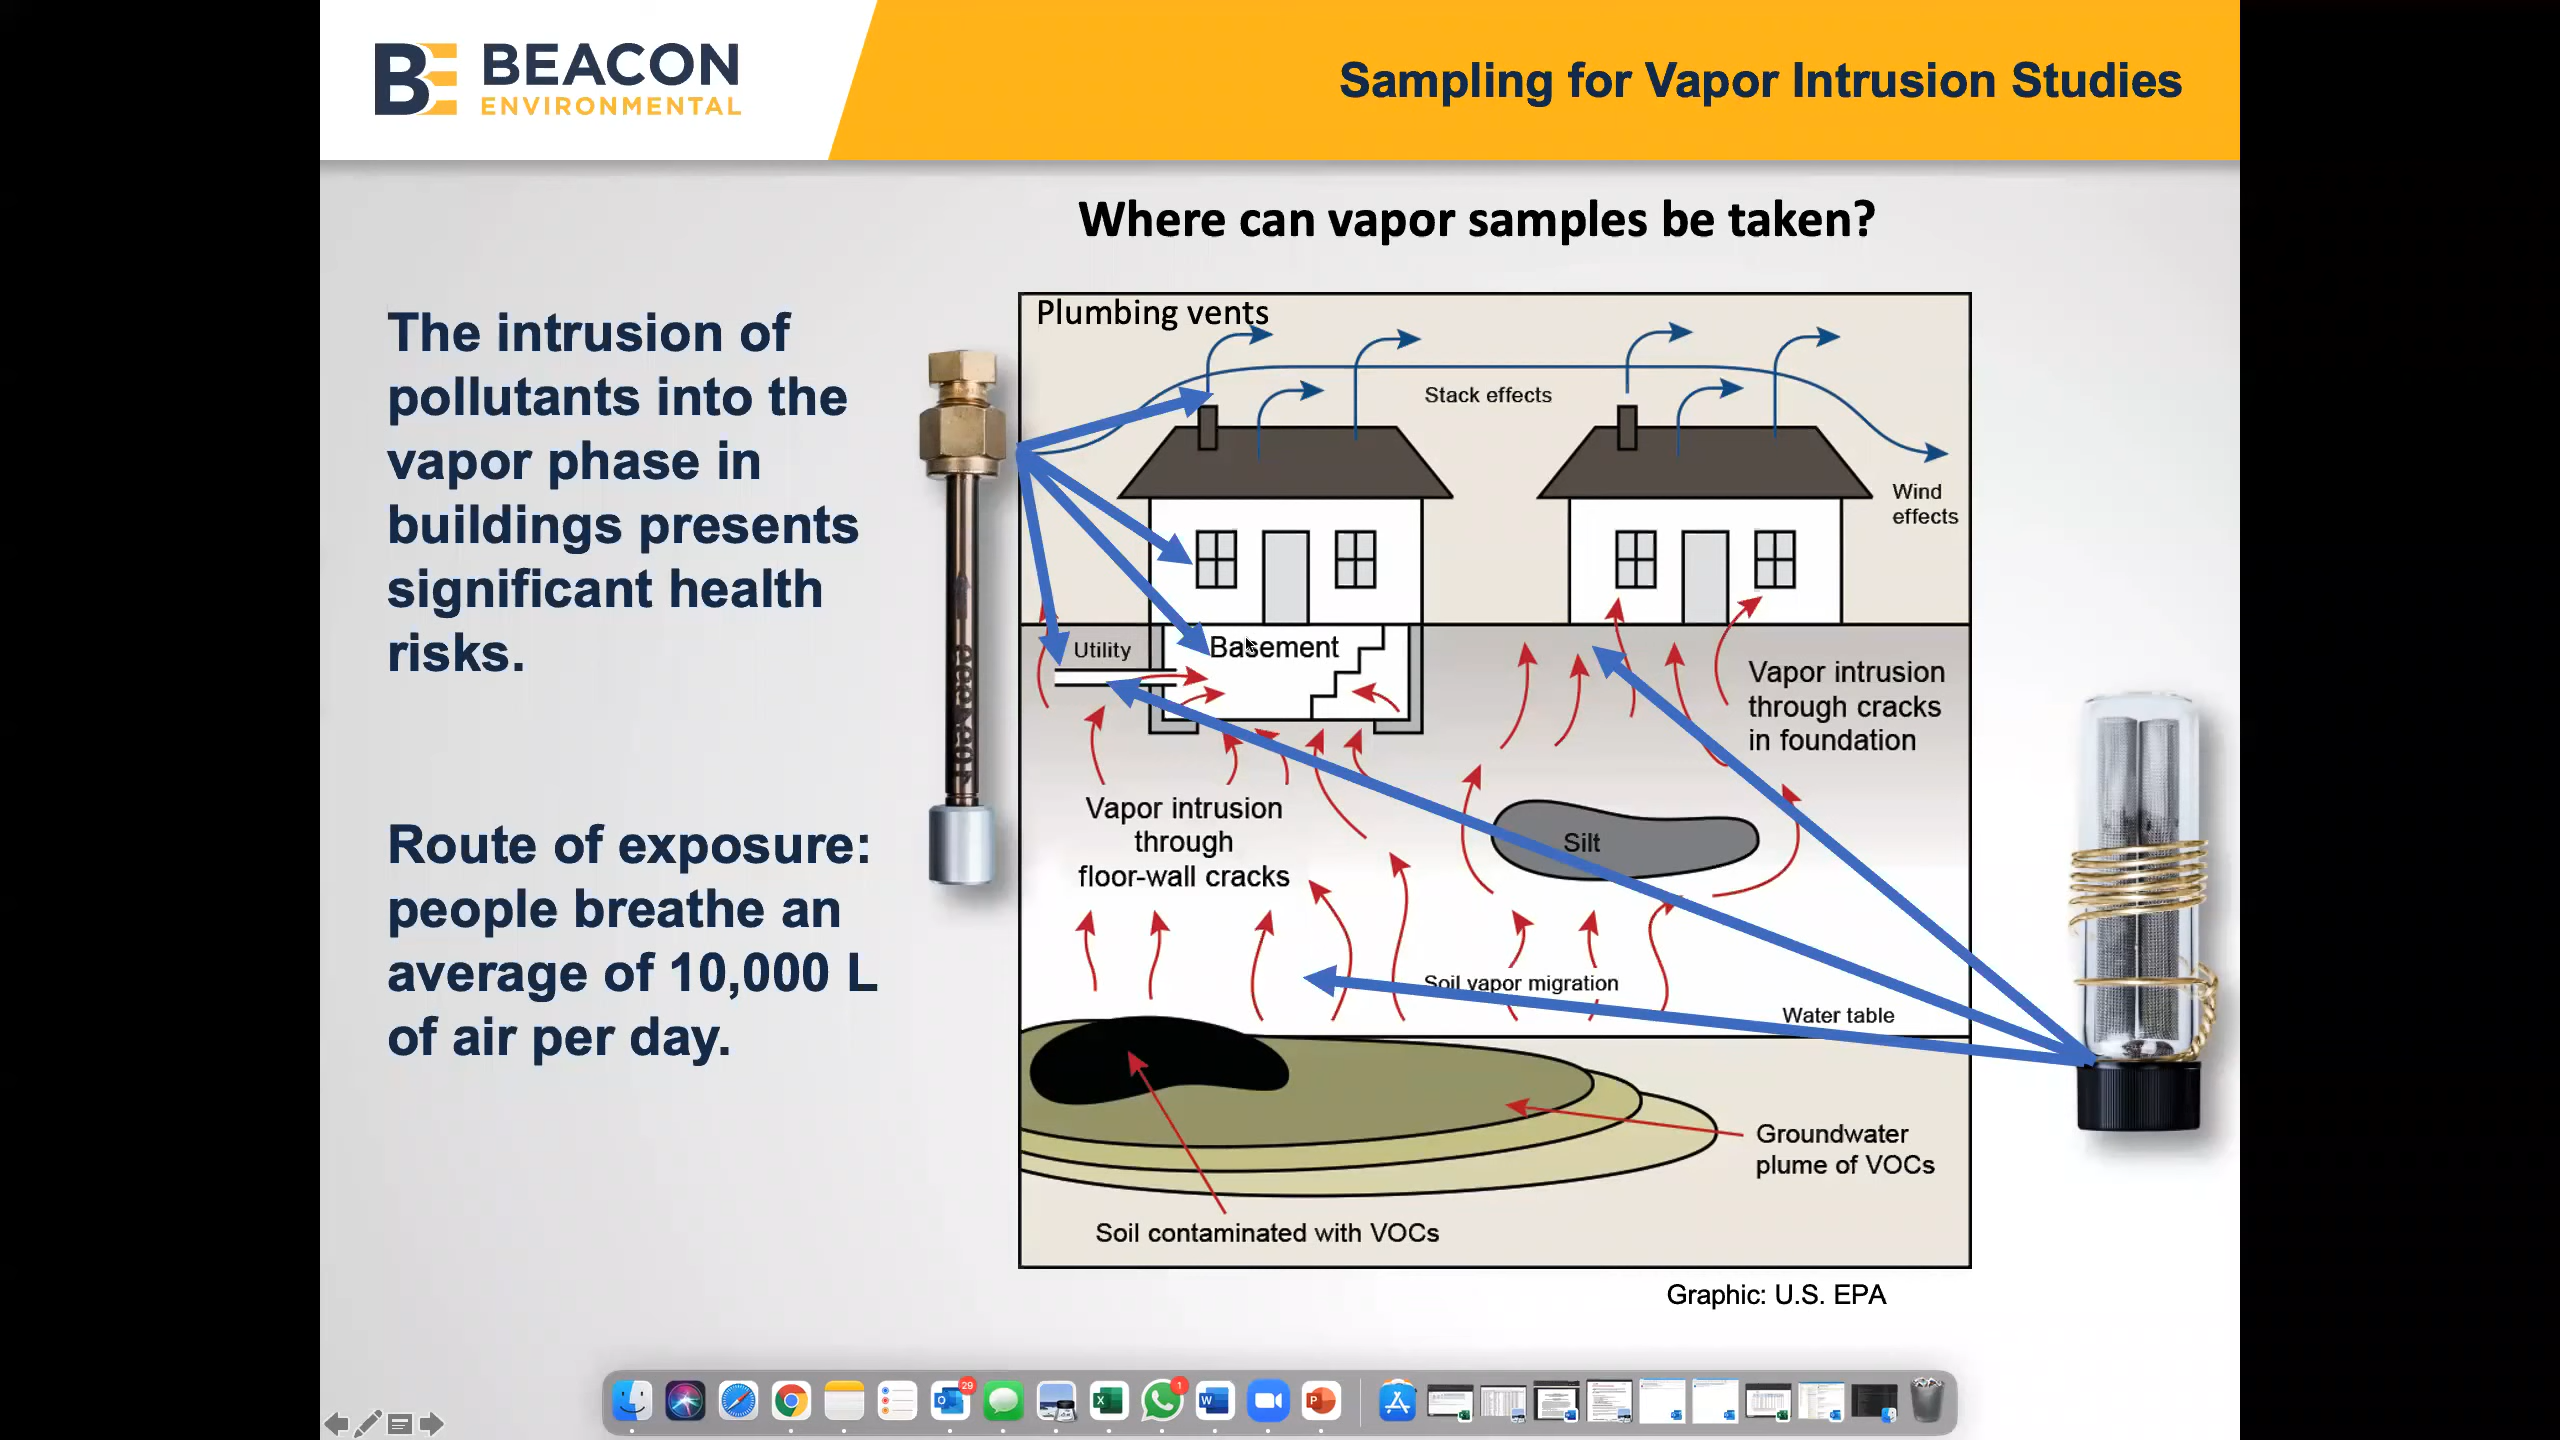 BE BEACON
ENVIRONMENTAL
Sampling for Vapor Intrusion Studies
Where can vapor samples be taken?
The intrusion of
pollutants into the
vapor phase in
buildings presents
significant health
risks.
Route of exposure:
people breathe an
average of 10,000 L
of air per day.
Plumbing vents
Stack effects
Wind
effects
Utility
Basement
Vapor intrusion
through cracks
in foundation
Vapor intrusion
through
floor-wall cracks
Silt
Soil vapor migration
Water table
Groundwater
plume of VOCs
Soil contaminated with VOCs
Graphic: U.S. EPA
29
1